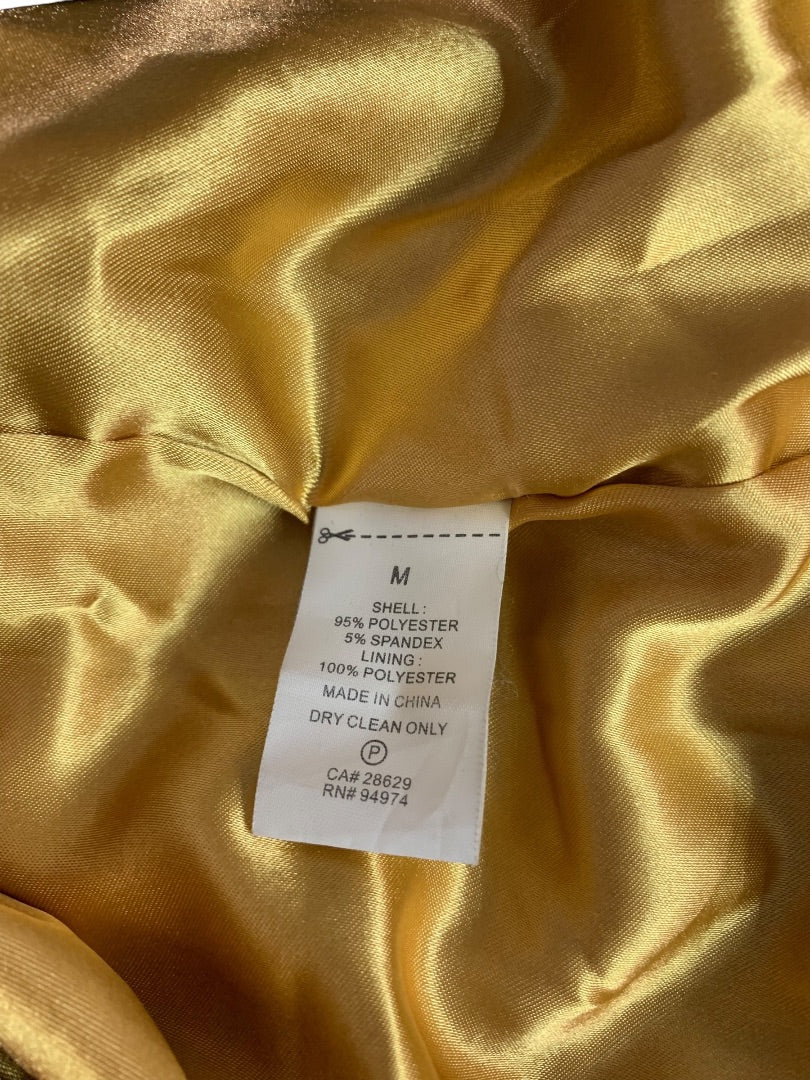 M
SHELL:
95% POLYESTER
5% SPANDEX
LINING:
100% POLYESTER
MADE IN CHINA
DRY CLEAN ONLY
P
CA# 28629
RN# 94974